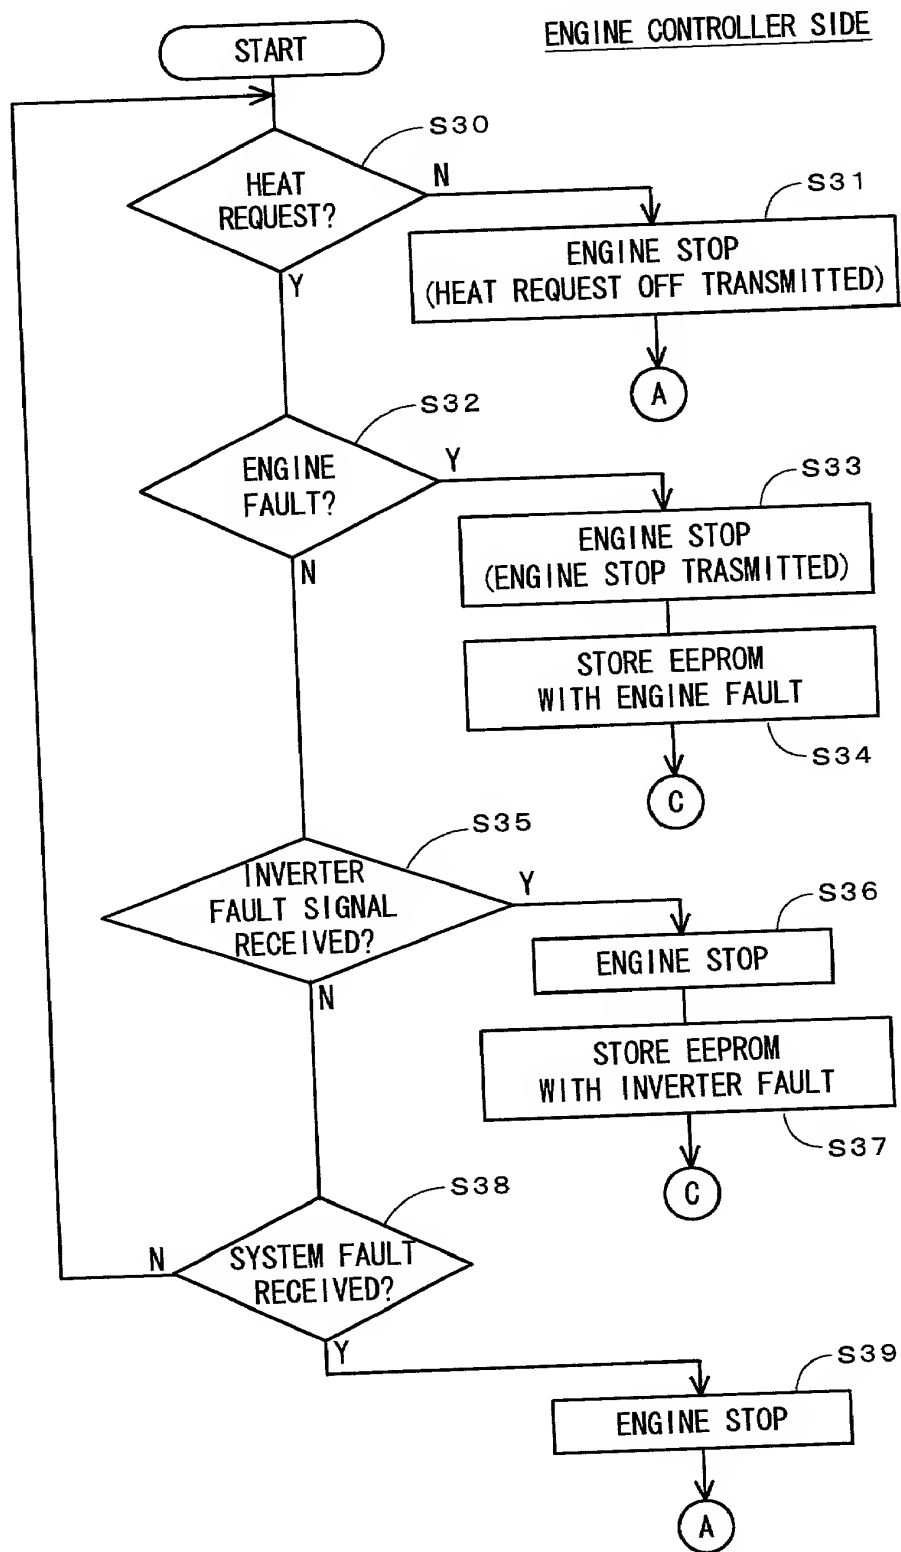 ENGINE CONTROLLER SIDE
START
S30
HEAT
REQUEST?
N
Y
S31
ENGINE STOP
(HEAT REQUEST OFF TRANSMITTED)
A
S32
ENGINE
FAULT?
Y
N
S33
ENGINE STOP
(ENGINE STOP TRASMITTED)
STORE EEPROM
WITH ENGINE FAULT
S34
C
S35
INVERTER
FAULT SIGNAL
RECEIVED?
Y
N
S36
ENGINE STOP
STORE EEPROM
WITH INVERTER FAULT
S37
C
S38
SYSTEM FAULT
RECEIVED?
N
Y
S39
ENGINE STOP
A